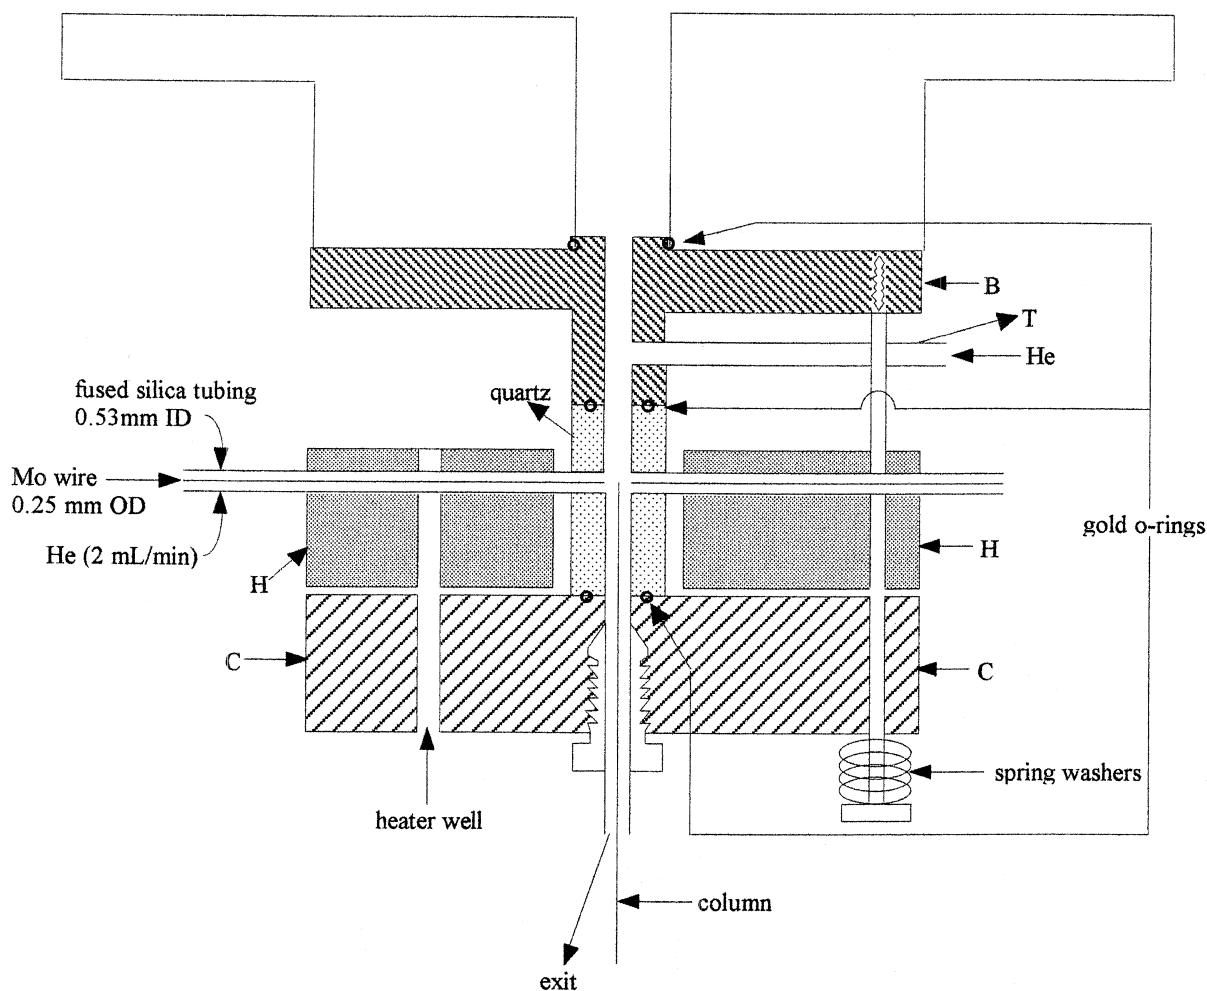 B
T
He
fused silica tubing
0.53mm ID
quartz
Mo wire
0.25 mm OD
gold o-rings
He (2 mL/min)
H
H
C
C
spring washers
heater well
column
exit